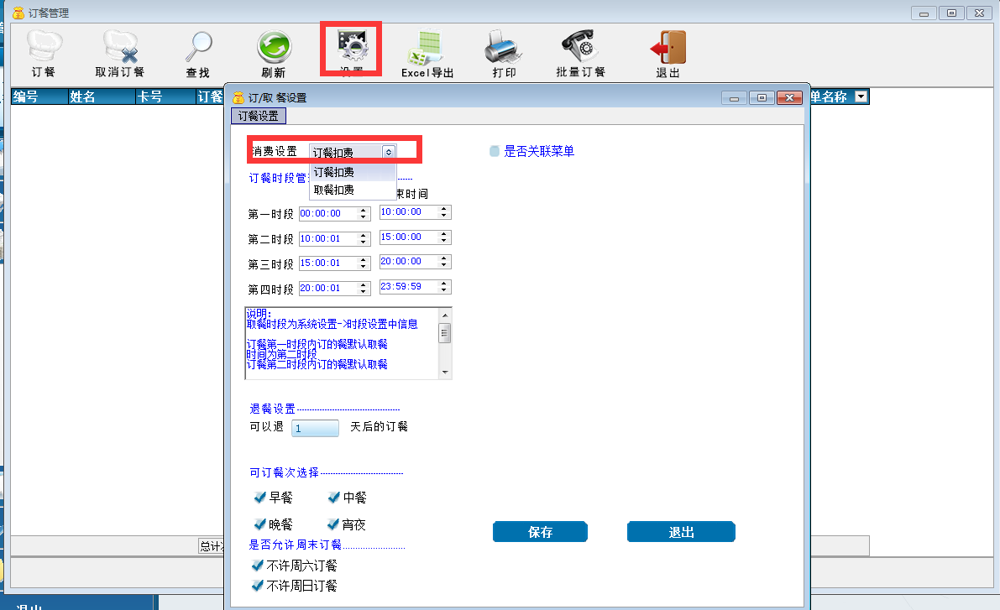 订餐管理
订餐 取消订餐 查找 刷新 设置 Excel导出 打印 批量订餐 退出
编号 姓名 卡号 订餐 单名称
订/取 餐设置
订餐设置
消费设置 订餐扣费 是否关联菜单
订餐扣费
取餐扣费
订餐时段管
束时间
第一时段 00:00:00 10:00:00
第二时段 10:00:01 15:00:00
第三时段 15:00:01 20:00:00
第四时段 20:00:01 23:59:59
说明:
取餐时段为系统设置->时段设置中信息
订餐第一时段内订的餐默认取餐
时间为第二时段
订餐第二时段内订的餐默认取餐
退餐设置
可以退 1 天后的订餐
可订餐次选择
早餐 中餐
晚餐 宵夜
保存 退出
是否允许周末订餐
总计
不许周六订餐
不许周日订餐
退出